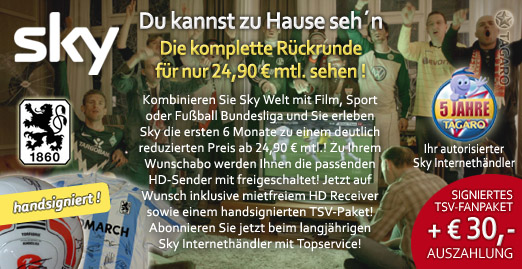 sky
Du kannst zu Hause seh´n
Die komplette Rückrunde
für nur 24,90 € mtl. sehen !
TAGARO
1860
Kombinieren Sie Sky Welt mit Film, Sport
oder Fußball Bundesliga und Sie erleben
Sky die ersten 6 Monate zu einem deutlich
reduzierten Preis ab 24,90 € mtl.! Zu Ihrem
Wunschabo werden Ihnen die passenden
HD-Sender mit freigeschaltet! Jetzt auf
Wunsch inklusive mietfreiem HD Receiver
sowie einem handsignierten TSV-Paket!
Abonnieren Sie jetzt beim langjährigen
Sky Internethändler mit Topservice!
5 JAHRE
TAGARO
Ihr autorisierter
Sky Internethändler
handsigniert !
MARCH
SIGNIERTES
TSV-FANPAKET
+ € 30,-
AUSZAHLUNG